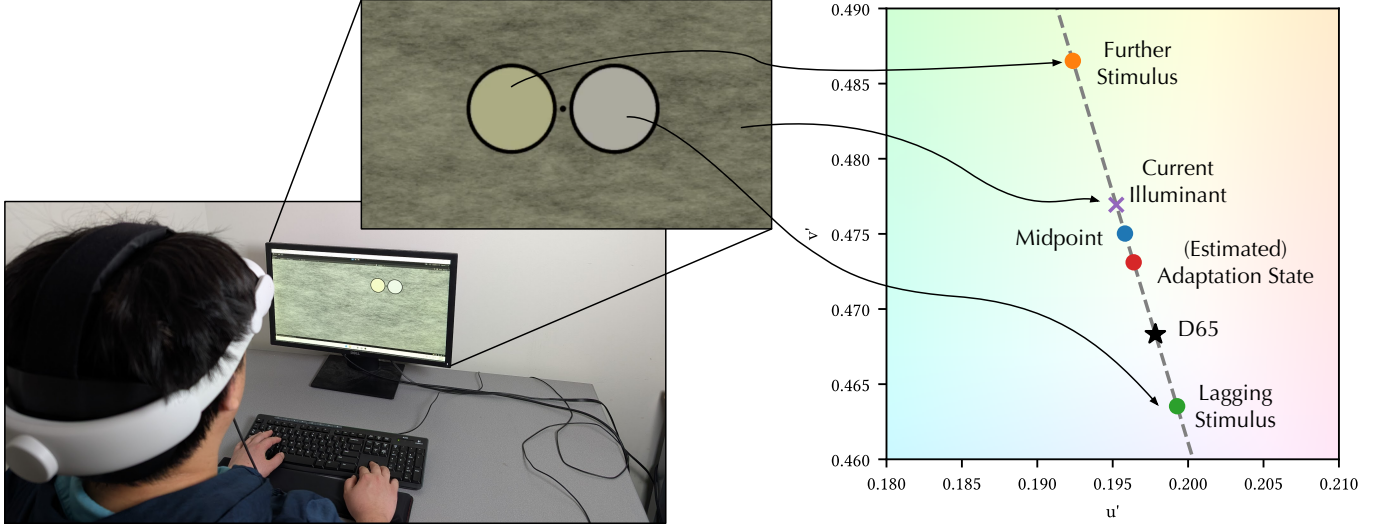 0.490
Further
Stimulus
0.485
0.480
Current
Illuminant
0.475
v'
Midpoint
(Estimated)
Adaptation State
0.470
D65
0.465
Lagging
Stimulus
0.460
0.180 0.185 0.190 0.195 0.200 0.205 0.210
u'
DELL